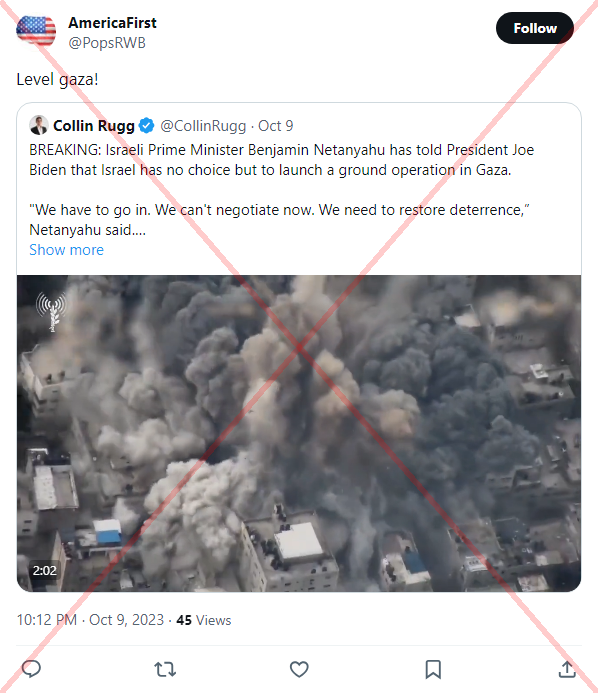 AmericaFirst
@PopsRWB
Follow
Level gaza!
Collin Rugg @CollinRugg · Oct 9
BREAKING: Israeli Prime Minister Benjamin Netanyahu has told President Joe
Biden that Israel has no choice but to launch a ground operation in Gaza.
"We have to go in. We can't negotiate now. We need to restore deterrence,”
Netanyahu said....
Show more
2:02
10:12 PM · Oct 9, 2023 · 45 Views